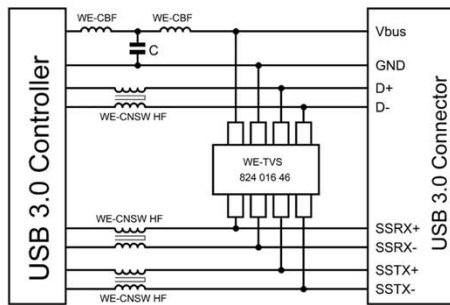 WE-CBF WE-CBF
Vbus
C
GND
D+
D-
WE-CNSW HF
USB 3.0 Controller
WE-TVS
824 016 46
USB 3.0 Connector
WE-CNSW HF
SSRX+
SSRX-
SSTX+
SSTX-
WE-CNSW HF